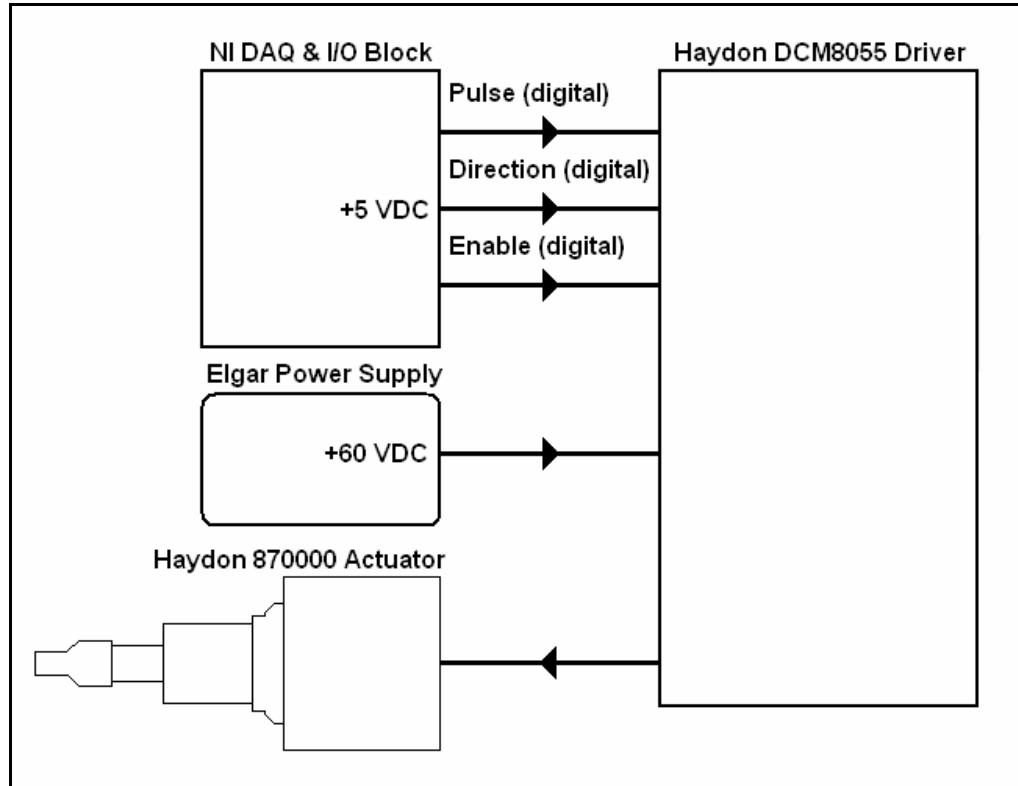 NI DAQ & I/O Block
Haydon DCM8055 Driver
Pulse (digital)
Direction (digital)
+5 VDC
Enable (digital)
Elgar Power Supply
+60 VDC
Haydon 870000 Actuator